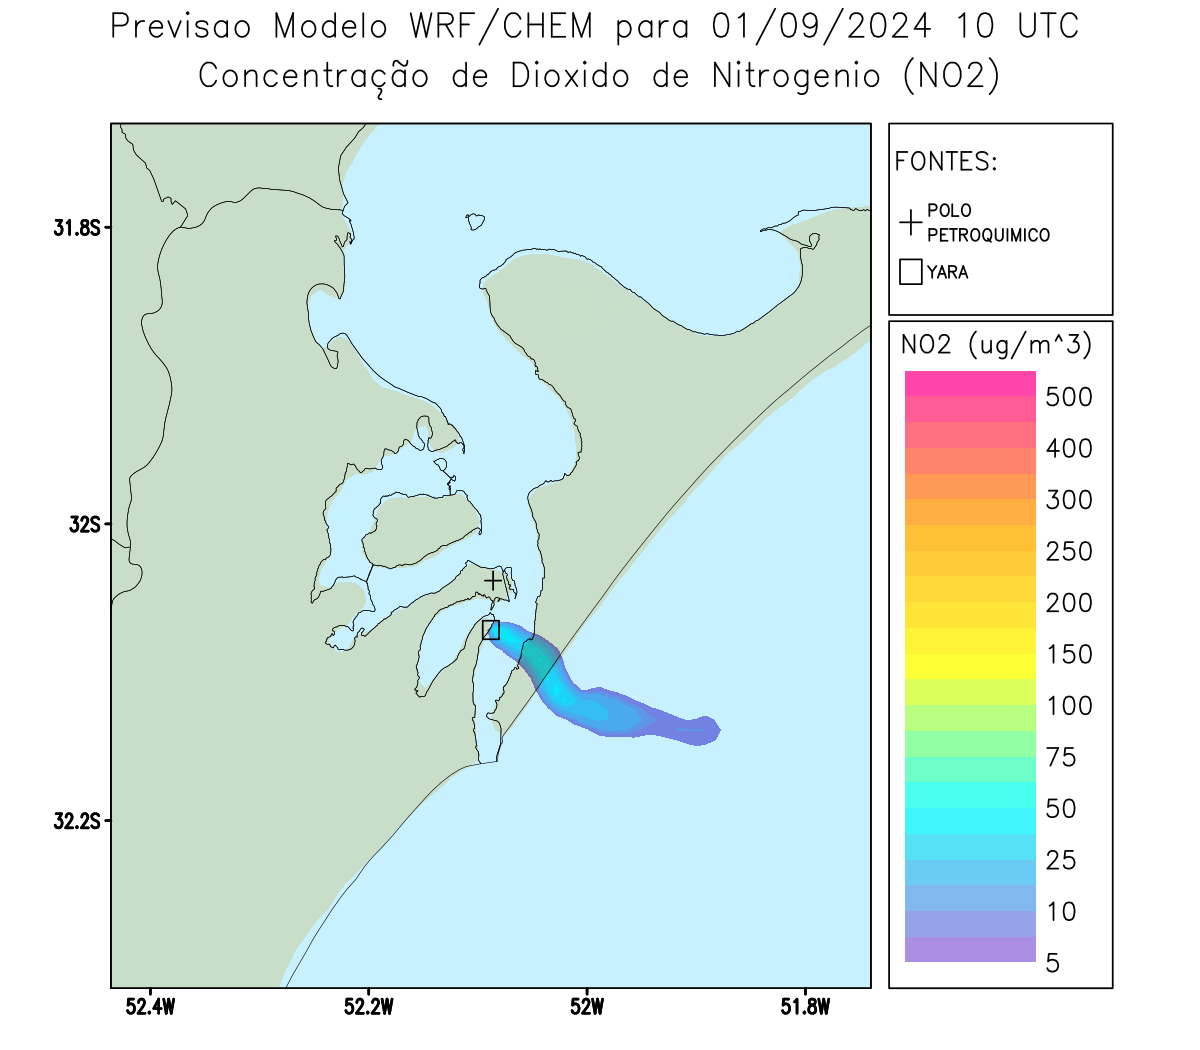 Previsao Modelo WRF/CHEM para 01/09/2024 10 UTC
Concentração de Dioxido de Nitrogenio (NO2)
31.8S
32S
32.2S
52.4W
52.2W
52W
51.8W
FONTES:
POLO
PETROQUIMICO
YARA
NO2 (ug/m^3)
500
400
300
250
200
150
100
75
50
25
10
5